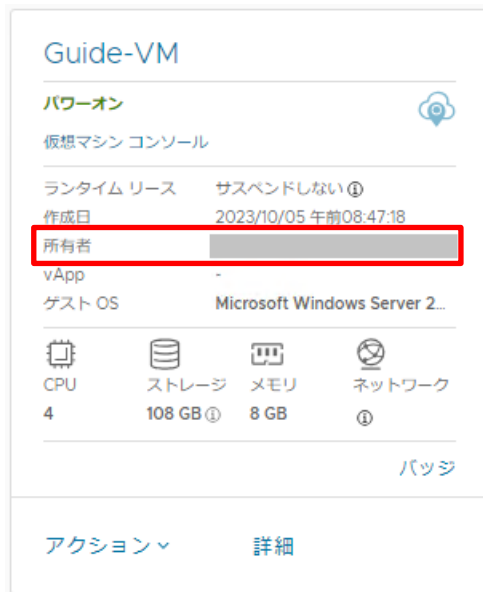 Guide-VM
パワーオン
仮想マシン コンソール
ランタイム リース サスペンドしない
作成日 2023/10/05 午前08:47:18
所有者
vApp -
ゲスト OS Microsoft Windows Server 2...
CPU ストレージ メモリ ネットワーク
4 108 GB 8 GB
バッジ
アクション 詳細